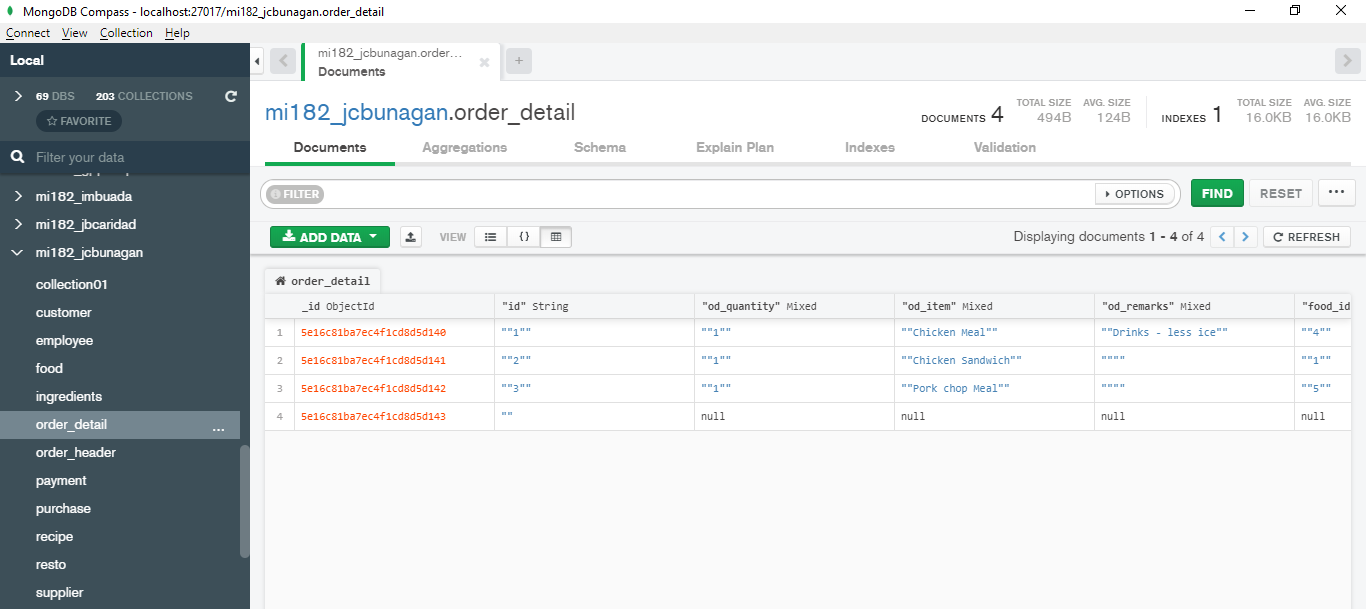 MongoDB Compass - localhost:27017/mi182_jcbunagan.order_detail
Connect View Collection Help
Local
69 DBS 203 COLLECTIONS
FAVORITE
Filter your data
mi182_imbuada
mi182_jbcaridad
mi182_jcbunagan
collection01
customer
employee
food
ingredients
order_detail ...
order_header
payment
purchase
recipe
resto
supplier
mi182_jcbunagan.order...
Documents
+
mi182_jcbunagan.order_detail
DOCUMENTS 4 TOTAL SIZE 494B AVG. SIZE 124B
INDEXES 1 TOTAL SIZE 16.0KB AVG. SIZE 16.0KB
Documents Aggregations Schema Explain Plan Indexes Validation
FILTER OPTIONS FIND RESET ...
ADD DATA VIEW {} Displaying documents 1 - 4 of 4 < > REFRESH
order_detail
_id ObjectId "id" String "od_quantity" Mixed "od_item" Mixed "od_remarks" Mixed "food_id
1 5e16c81ba7ec4f1cd8d5d140 ""1"" ""1"" ""Chicken Meal"" ""Drinks - less ice"" ""4""
2 5e16c81ba7ec4f1cd8d5d141 ""2"" ""1"" ""Chicken Sandwich"" """" ""1""
3 5e16c81ba7ec4f1cd8d5d142 ""3"" ""1"" ""Pork chop Meal"" """" ""5""
4 5e16c81ba7ec4f1cd8d5d143 "" null null null null